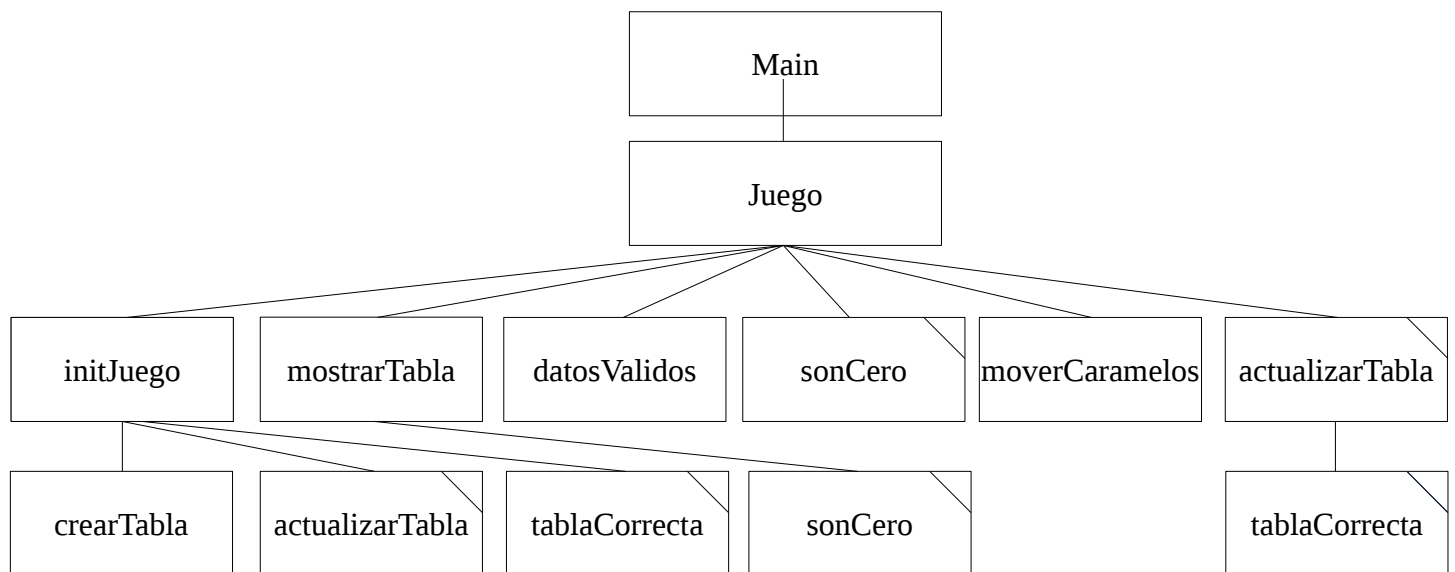 Main
Juego
initJuego
mostrarTabla
datosValidos
sonCero
moverCaramelos
actualizarTabla
crearTabla
actualizarTabla
tablaCorrecta
sonCero
tablaCorrecta